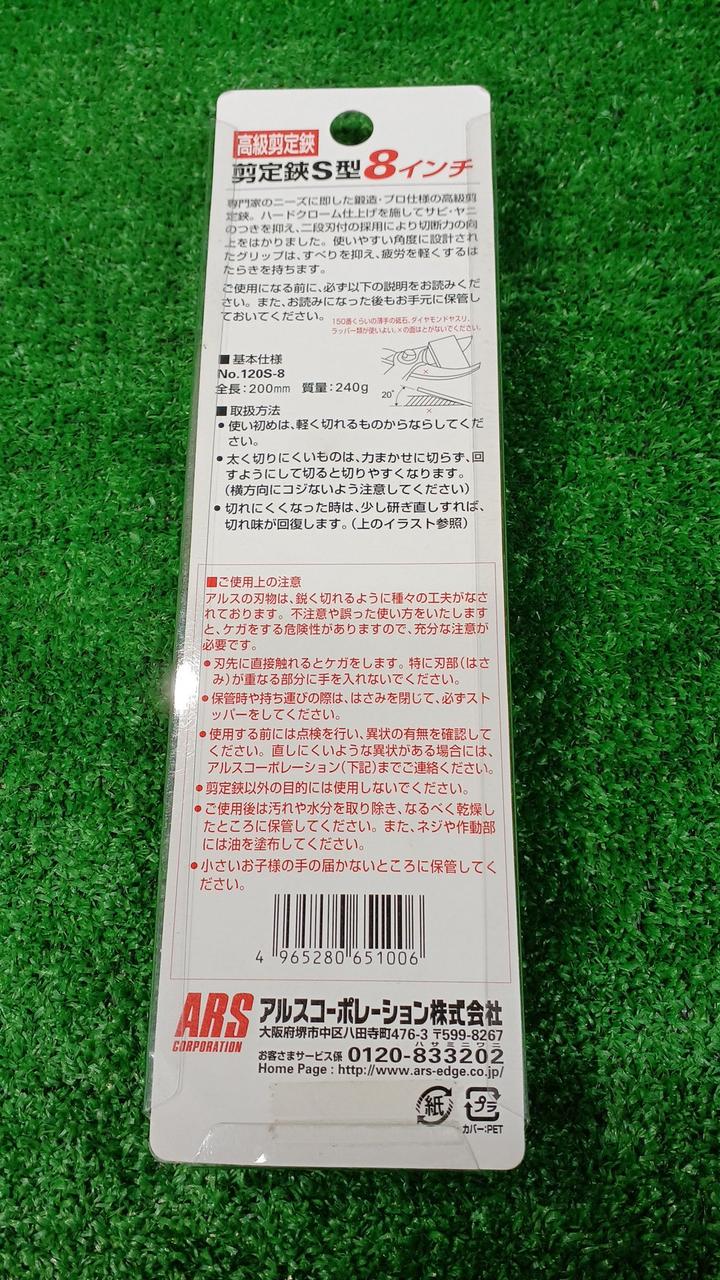 高級剪定鋏
剪定鋏S型8インチ
専門家のニーズに即した鍛造・プロ仕様の高級剪
定鋏。ハードクローム仕上げを施してサビ・ヤニ
のつきを抑え、二段刃付の採用により切断力の向
上をはかりました。使いやすい角度に設計され
たグリップは、すべりを抑え、疲労を軽くするは
たらきを持ちます。
ご使用になる前に、必ず以下の説明をお読みくだ
さい。また、お読みになった後もお手元に保管し
ておいてください。
150番くらいの薄手の砥石、ダイヤモンドヤスリ、
ラッパー類が使いよい。×の面はとがないでください。
×
20°
×
■基本仕様
No.120S-8
全長：200mm 質量：240g
■取扱方法
●使い初めは、軽く切れるものからならしてくだ
さい。
●太く切りにくいものは、力まかせに切らず、回
すようにして切ると切りやすくなります。
（横方向にコジないよう注意してください）
●切れにくくなった時は、少し研ぎ直しすれば、
切れ味が回復します。（上のイラスト参照）
■ご使用上の注意
アルスの刃物は、鋭く切れるように種々の工夫がなさ
れております。不注意や誤った使い方をいたします
と、ケガをする危険性がありますので、充分な注意が
必要です。
●刃先に直接触れるとケガをします。特に刃部（はさ
み）が重なる部分に手を入れないでください。
●保管時や持ち運びの際は、はさみを閉じて、必ずスト
ッパーをしてください。
●使用する前には点検を行い、異状の有無を確認して
ください。直しにくいような異状がある場合には、
アルスコーポレーション（下記）までご連絡ください。
●剪定鋏以外の目的には使用しないでください。
●ご使用後は汚れや水分を取り除き、なるべく乾燥し
たところに保管してください。また、ネジや作動部
には油を塗布してください。
●小さいお子様の手の届かないところに保管してく
ださい。
4 965280 651006
ARS
CORPORATION
アルスコーポレーション株式会社
大阪府堺市中区八田寺町476-3 〒599-8267
ハサミニワニ
お客さまサービス係 0120-833202
Home Page : http://www.ars-edge.co.jp/
紙
プラ
カバー：PET